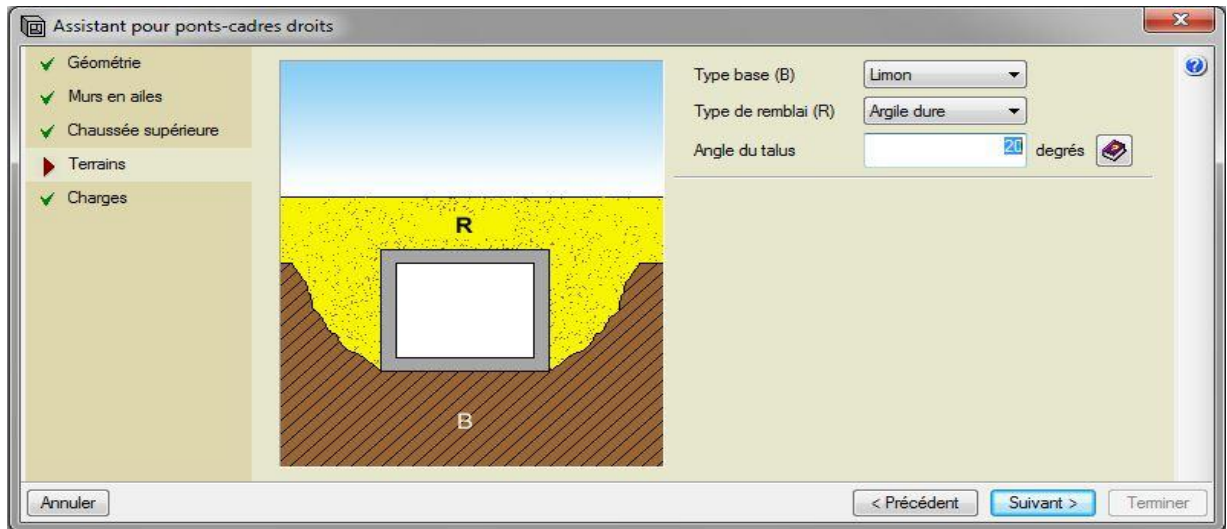 Assistant pour ponts-cadres droits
Géométrie
Murs en ailes
Chaussée supérieure
Terrains
Charges
R
B
Type base (B) Limon
Type de remblai (R) Argile dure
Angle du talus 20 degrés
Annuler
< Précédent
Suivant >
Terminer